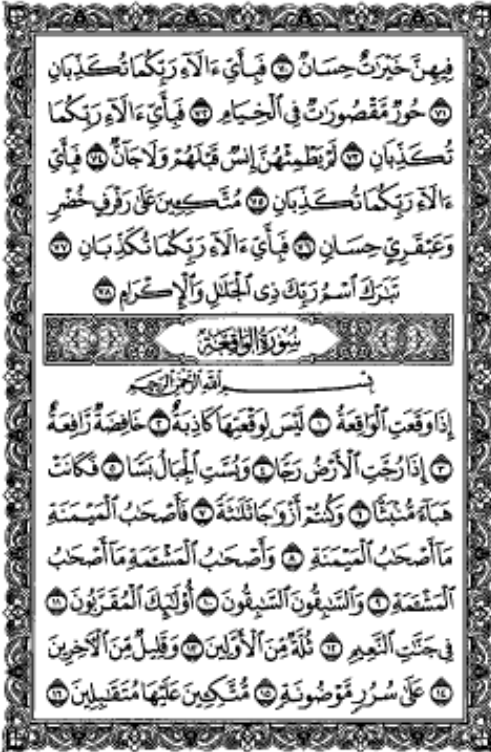 فِيهِنَّ خَيْرَٰتٌ حِسَانٌ ٧٠ فَبِأَيِّ ءَالَآءِ رَبِّكُمَا تُكَذِّبَانِ
٧١ حُورٌ مَّقْصُورَٰتٌ فِي ٱلْخِيَامِ ٧٢ فَبِأَيِّ ءَالَآءِ رَبِّكُمَا
تُكَذِّبَانِ ٧٣ لَمْ يَطْمِثْهُنَّ إِنسٌ قَبْلَهُمْ وَلَا جَآنٌّ ٧٤ فَبِأَيِّ
ءَالَآءِ رَبِّكُمَا تُكَذِّبَانِ ٧٥ مُتَّكِـِٔينَ عَلَىٰ رَفْرَفٍ خُضْرٍ
وَعَبْقَرِيٍّ حِسَانٍ ٧٦ فَبِأَيِّ ءَالَآءِ رَبِّكُمَا تُكَذِّبَانِ ٧٧
تَبَٰرَكَ ٱسْمُ رَبِّكَ ذِي ٱلْجَلَٰلِ وَٱلْإِكْرَامِ ٧٨
سُورَةُ الوَاقِعَةِ
بِسْمِ ٱللَّهِ ٱلرَّحْمَٰنِ ٱلرَّحِيمِ
إِذَا وَقَعَتِ ٱلْوَاقِعَةُ ١ لَيْسَ لِوَقْعَتِهَا كَاذِبَةٌ ٢ خَافِضَةٌ رَّافِعَةٌ
٣ إِذَا رُجَّتِ ٱلْأَرْضُ رَجًّا ٤ وَبُسَّتِ ٱلْجِبَالُ بَسًّا ٥ فَكَانَتْ
هَبَآءً مُّنۢبَثًّا ٦ وَكُنتُمْ أَزْوَٰجًا ثَلَٰثَةً ٧ فَأَصْحَٰبُ ٱلْمَيْمَنَةِ
مَآ أَصْحَٰبُ ٱلْمَيْمَنَةِ ٨ وَأَصْحَٰبُ ٱلْمَشْـَٔمَةِ مَآ أَصْحَٰبُ
ٱلْمَشْـَٔمَةِ ٩ وَٱلسَّٰبِقُونَ ٱلسَّٰبِقُونَ ١٠ أُو۟لَٰٓئِكَ ٱلْمُقَرَّبُونَ ١١
فِي جَنَّٰتِ ٱلنَّعِيمِ ١٢ ثُلَّةٌ مِّنَ ٱلْأَوَّلِينَ ١٣ وَقَلِيلٌ مِّنَ ٱلْءَاخِرِينَ
١٤ عَلَىٰ سُرُرٍ مَّوْضُونَةٍ ١٥ مُّتَّكِـِٔينَ عَلَيْهَا مُتَقَٰبِلِينَ ١٦